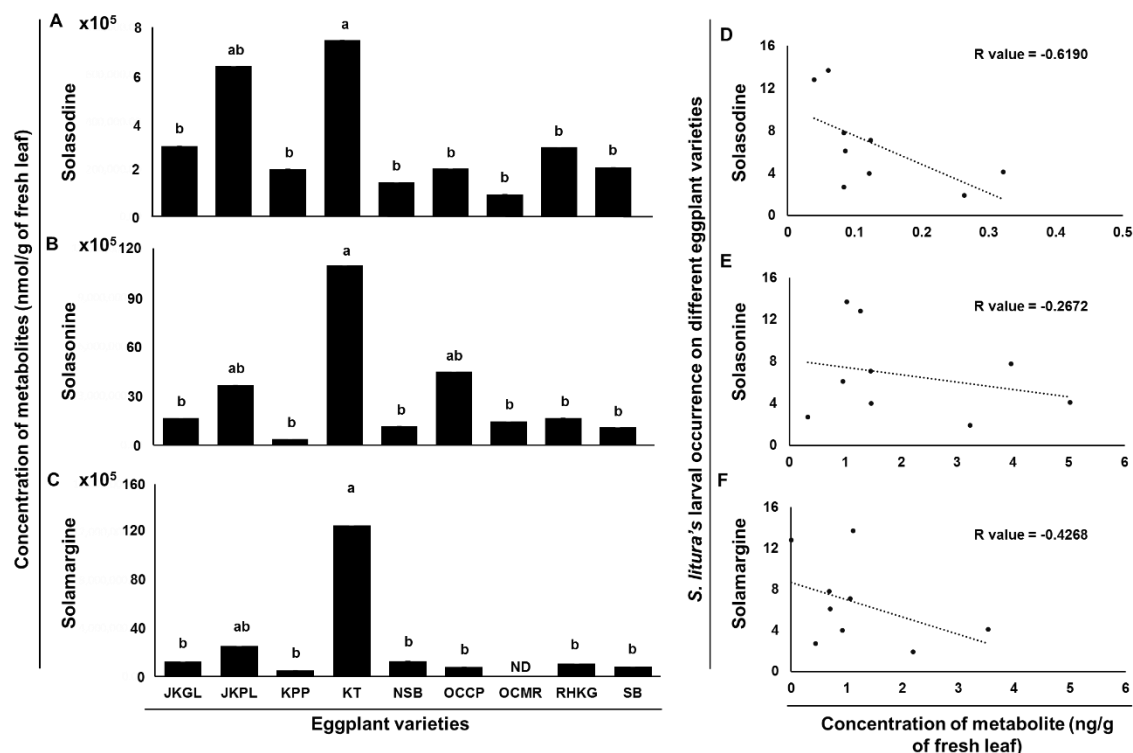 A
x10⁵
8
6
4
2
0
Solasodine
b
ab
a
b
b
b
b
b
b
B
x10⁵
120
90
60
30
0
Solasonine
b
ab
b
a
b
ab
b
b
b
C
x10⁵
160
120
80
40
0
Solamargine
b
ab
b
a
b
b
ND
b
b
JKGL JKPL KPP KT NSB OCCP OCMR RHKG SB
Eggplant varieties
Concentration of metabolites (nmol/g of fresh leaf)
S. litura's larval occurrence on different eggplant varieties
D
R value = -0.6190
16
12
8
4
0
Solasodine
0 0.1 0.2 0.3 0.4 0.5
E
R value = -0.2672
16
12
8
4
0
Solasonine
0 1 2 3 4 5 6
F
R value = -0.4268
16
12
8
4
0
Solamargine
0 1 2 3 4 5 6
Concentration of metabolite (ng/g
of fresh leaf)